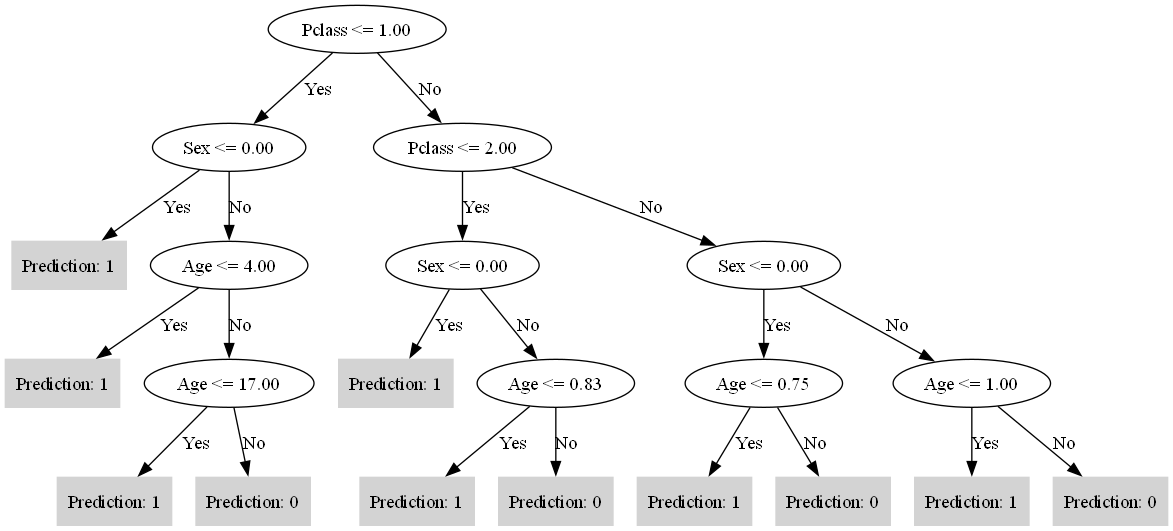 Pclass <= 1.00
Yes
No
Sex <= 0.00
Pclass <= 2.00
Yes
No
Yes
No
Prediction: 1
Age <= 4.00
Sex <= 0.00
Sex <= 0.00
Yes
No
Yes
No
Yes
No
Prediction: 1
Age <= 17.00
Prediction: 1
Age <= 0.83
Age <= 0.75
Age <= 1.00
Yes
No
Yes
No
Yes
No
Yes
No
Prediction: 1
Prediction: 0
Prediction: 1
Prediction: 0
Prediction: 1
Prediction: 0
Prediction: 1
Prediction: 0